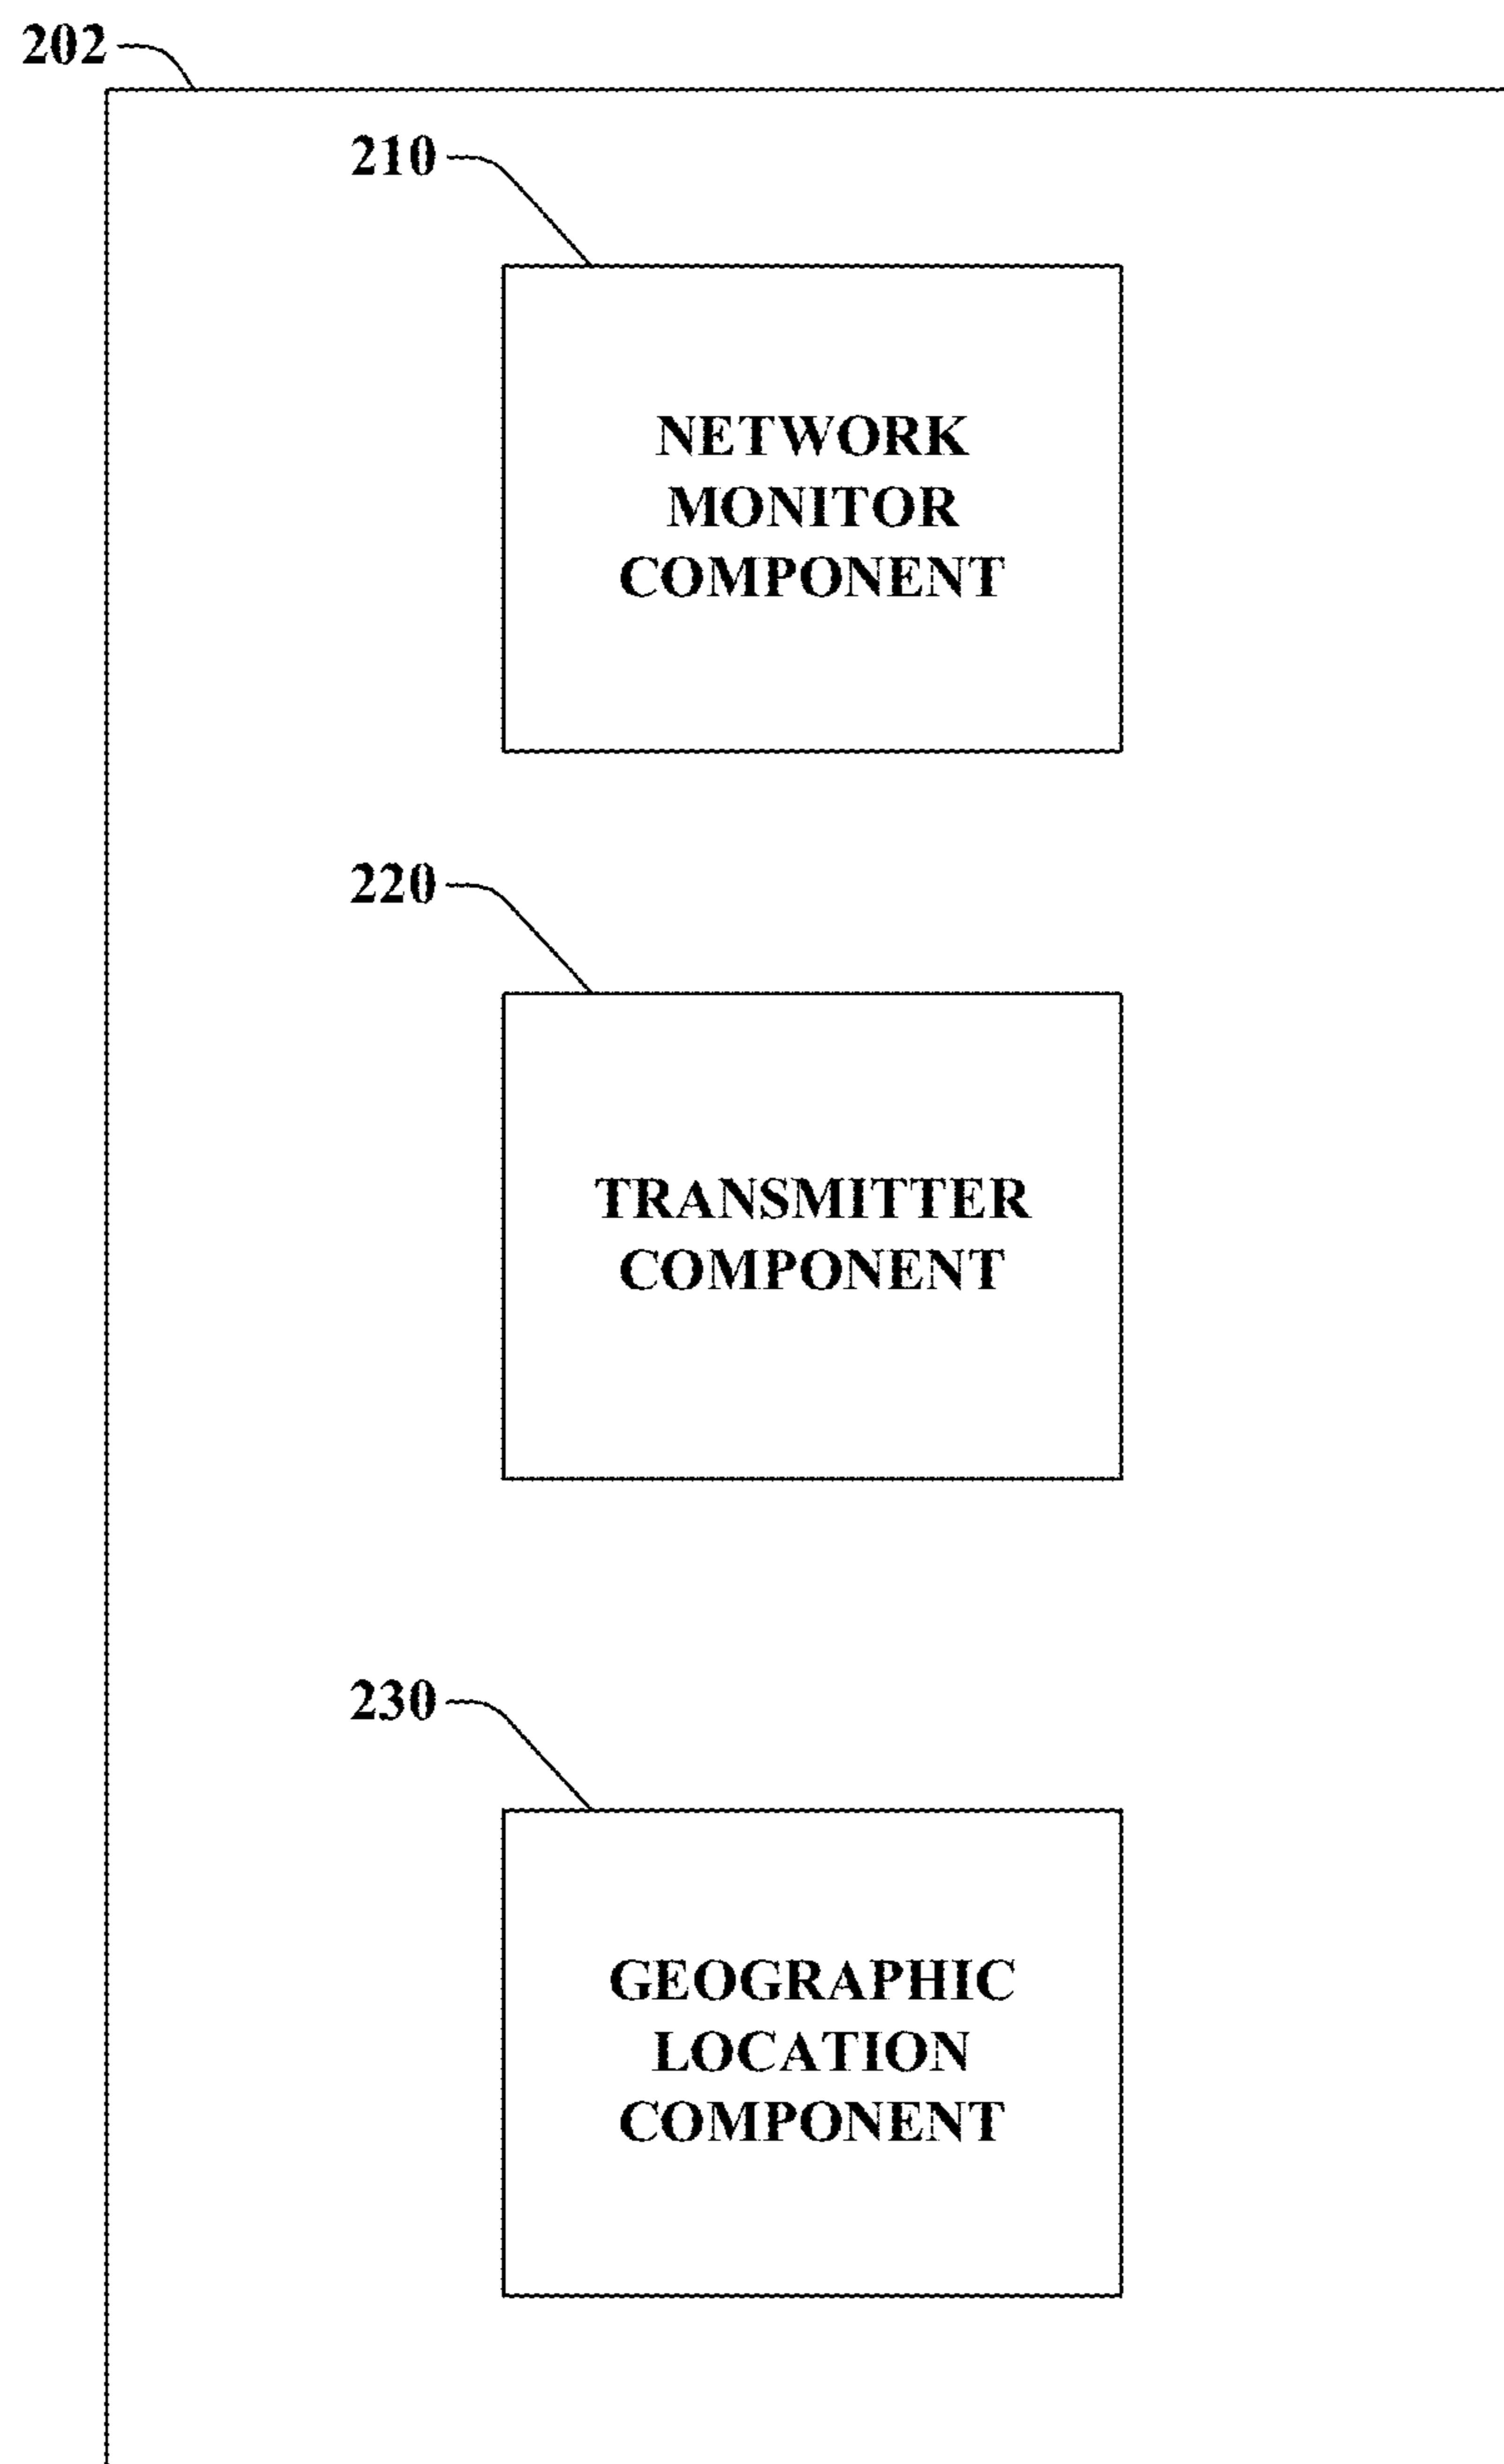 202
210
NETWORK
MONITOR
COMPONENT
220
TRANSMITTER
COMPONENT
230
GEOGRAPHIC
LOCATION
COMPONENT